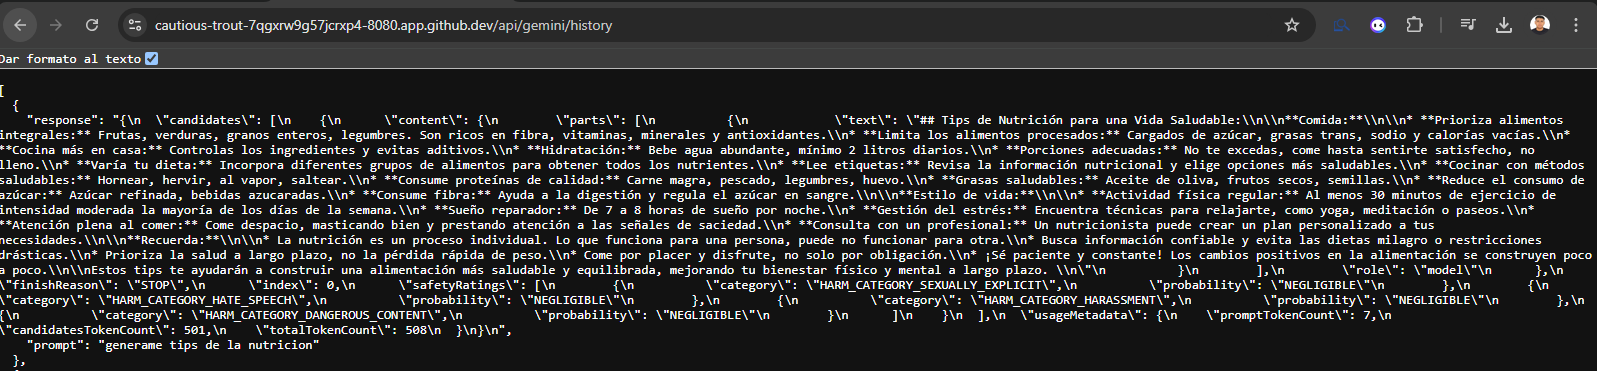 cautious-trout-7qgxrw9g57jcrxp4-8080.app.github.dev/api/gemini/history
Dar formato al texto
[
{
"response": "{\n  \"candidates\": [\n    {\n      \"content\": {\n        \"parts\": [\n          {\n            \"text\": \"## Tips de Nutrición para una Vida Saludable:\\n\\n**Comida:**\\n\\n* **Prioriza alimentos
integrales:** Frutas, verduras, granos enteros, legumbres. Son ricos en fibra, vitaminas, minerales y antioxidantes.\\n* **Limita los alimentos procesados:** Cargados de azúcar, grasas trans, sodio y calorías vacías.\\n*
**Cocina más en casa:** Controlas los ingredientes y evitas aditivos.\\n* **Hidratación:** Bebe agua abundante, mínimo 2 litros diarios.\\n* **Porciones adecuadas:** No te excedas, come hasta sentirte satisfecho, no
lleno.\\n* **Varía tu dieta:** Incorpora diferentes grupos de alimentos para obtener todos los nutrientes.\\n* **Lee etiquetas:** Revisa la información nutricional y elige opciones más saludables.\\n* **Cocinar con métodos
saludables:** Hornear, hervir, al vapor, saltear.\\n* **Consume proteínas de calidad:** Carne magra, pescado, legumbres, huevo.\\n* **Grasas saludables:** Aceite de oliva, frutos secos, semillas.\\n* **Reduce el consumo de
azúcar:** Azúcar refinada, bebidas azucaradas.\\n* **Consume fibra:** Ayuda a la digestión y regula el azúcar en sangre.\\n\\n**Estilo de vida:**\\n\\n* **Actividad física regular:** Al menos 30 minutos de ejercicio de
intensidad moderada la mayoría de los días de la semana.\\n* **Sueño reparador:** De 7 a 8 horas de sueño por noche.\\n* **Gestión del estrés:** Encuentra técnicas para relajarte, como yoga, meditación o paseos.\\n*
**Atención plena al comer:** Come despacio, masticando bien y prestando atención a las señales de saciedad.\\n* **Consulta con un profesional:** Un nutricionista puede crear un plan personalizado a tus
necesidades.\\n\\n**Recuerda:**\\n\\n* La nutrición es un proceso individual. Lo que funciona para una persona, puede no funcionar para otra.\\n* Busca información confiable y evita las dietas milagro o restricciones
drásticas.\\n* Prioriza la salud a largo plazo, no la pérdida rápida de peso.\\n* Come por placer y disfrute, no solo por obligación.\\n* ¡Sé paciente y constante! Los cambios positivos en la alimentación se construyen poco
a poco.\\n\\nEstos tips te ayudarán a construir una alimentación más saludable y equilibrada, mejorando tu bienestar físico y mental a largo plazo. \\n\"\n          }\n        ],\n        \"role\": \"model\"\n      },\n
\"finishReason\": \"STOP\",\n      \"index\": 0,\n      \"safetyRatings\": [\n        {\n          \"category\": \"HARM_CATEGORY_SEXUALLY_EXPLICIT\",\n          \"probability\": \"NEGLIGIBLE\"\n        },\n        {\n
\"category\": \"HARM_CATEGORY_HATE_SPEECH\",\n          \"probability\": \"NEGLIGIBLE\"\n        },\n        {\n          \"category\": \"HARM_CATEGORY_HARASSMENT\",\n          \"probability\": \"NEGLIGIBLE\"\n        },\n
{\n          \"category\": \"HARM_CATEGORY_DANGEROUS_CONTENT\",\n          \"probability\": \"NEGLIGIBLE\"\n        }\n      ]\n    }\n  ],\n  \"usageMetadata\": {\n    \"promptTokenCount\": 7,\n
\"candidatesTokenCount\": 501,\n    \"totalTokenCount\": 508\n  }\n}\n",
"prompt": "generame tips de la nutricion"
},